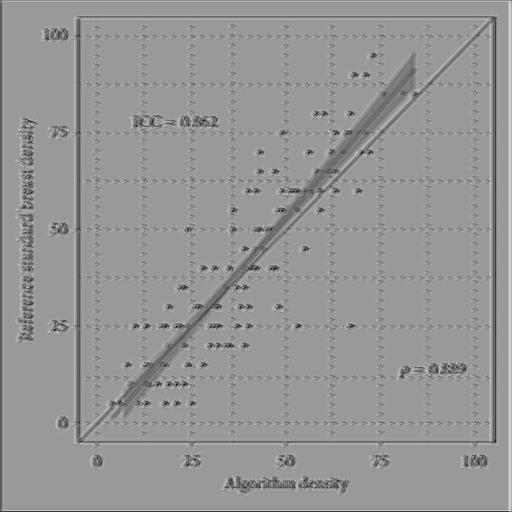 100
ICC = 0.862
75
Reference standard breast density
50
25
ρ = 0.889
0
0 25 50 75 100
Algorithm density